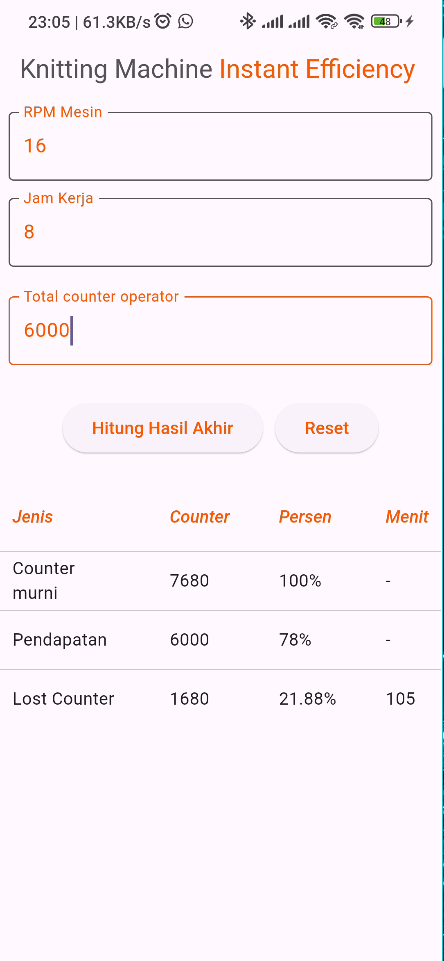 23:05 | 61.3KB/s 48
Knitting Machine Instant Efficiency
RPM Mesin
16
Jam Kerja
8
Total counter operator
6000
Hitung Hasil Akhir Reset
Jenis Counter Persen Menit
Counter
murni 7680 100% -
Pendapatan 6000 78% -
Lost Counter 1680 21.88% 105